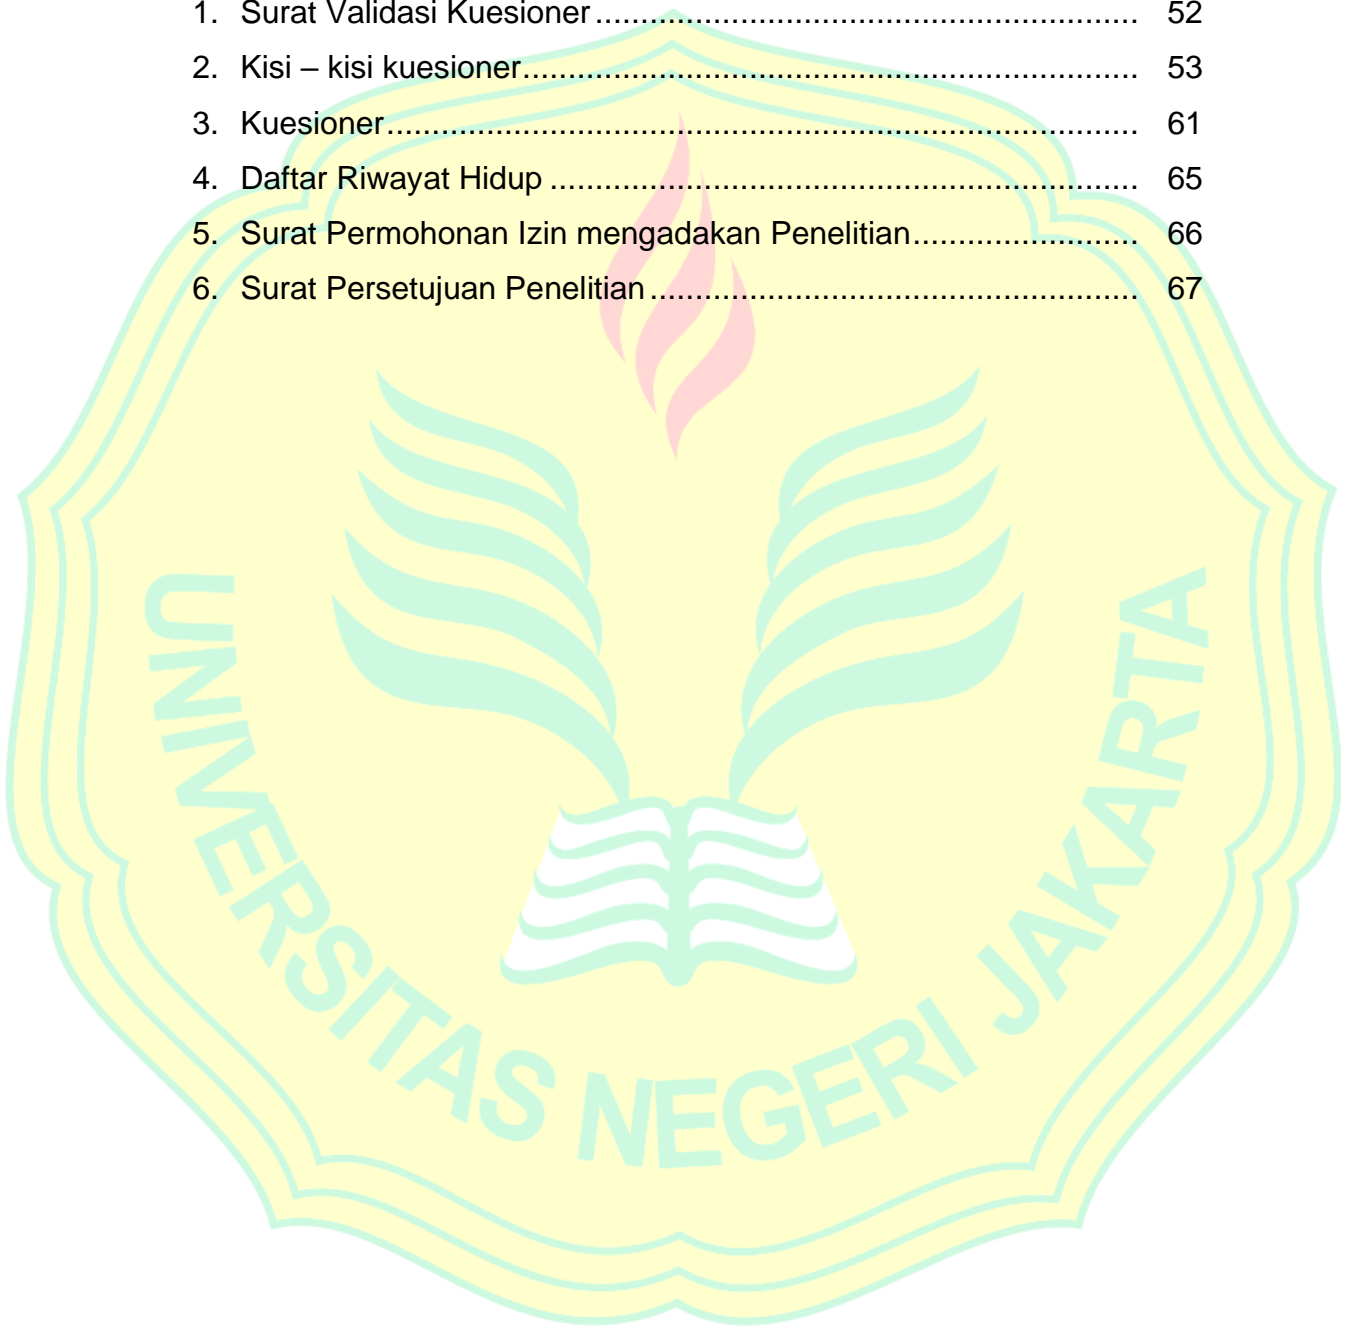 1. Surat Validasi Kuesioner ............................................................ 52
2. Kisi – kisi kuesioner.................................................................... 53
3. Kuesioner................................................................................... 61
4. Daftar Riwayat Hidup ................................................................. 65
5. Surat Permohonan Izin mengadakan Penelitian......................... 66
6. Surat Persetujuan Penelitian ...................................................... 67
UNIVERSITAS NEGERI JAKARTA